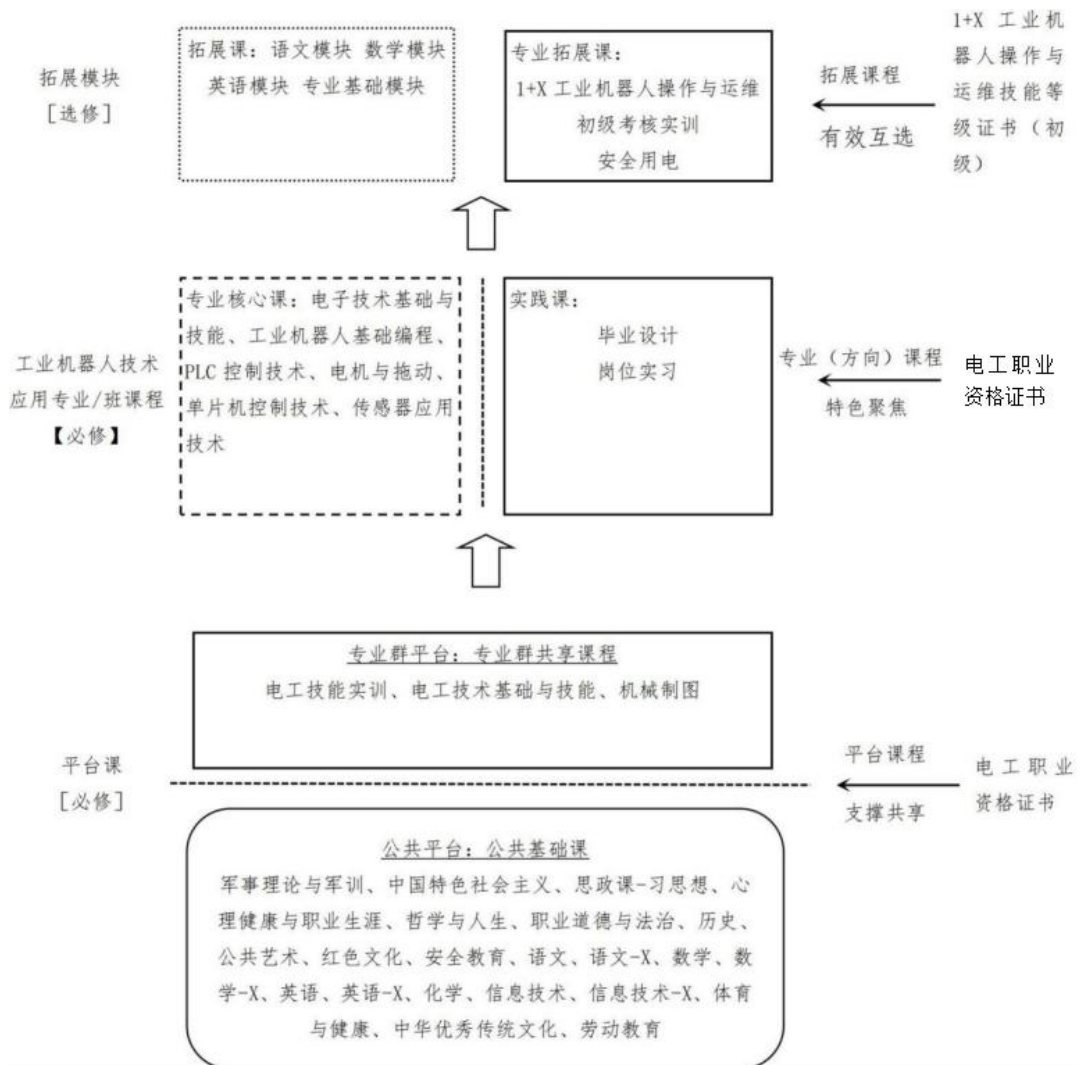 拓展模块
[选修]
拓展课：语文模块 数学模块
英语模块 专业基础模块
专业拓展课：
1+X 工业机器人操作与运维
初级考核实训
安全用电
拓展课程
有效互选
1+X 工业机
器人操作与
运维技能等
级证书（初
级）
工业机器人技术
应用专业/班课程
【必修】
专业核心课：电子技术基础与
技能、工业机器人基础编程、
PLC 控制技术、电机与拖动、
单片机控制技术、传感器应用
技术
实践课：
毕业设计
岗位实习
专业（方向）课程
特色聚焦
电工职业
资格证书
平台课
[必修]
专业群平台：专业群共享课程
电工技能实训、电工技术基础与技能、机械制图
平台课程
支撑共享
电工职业
资格证书
公共平台：公共基础课
军事理论与军训、中国特色社会主义、思政课-习思想、心
理健康与职业生涯、哲学与人生、职业道德与法治、历史、
公共艺术、红色文化、安全教育、语文、语文-X、数学、数
学-X、英语、英语-X、化学、信息技术、信息技术-X、体育
与健康、中华优秀传统文化、劳动教育